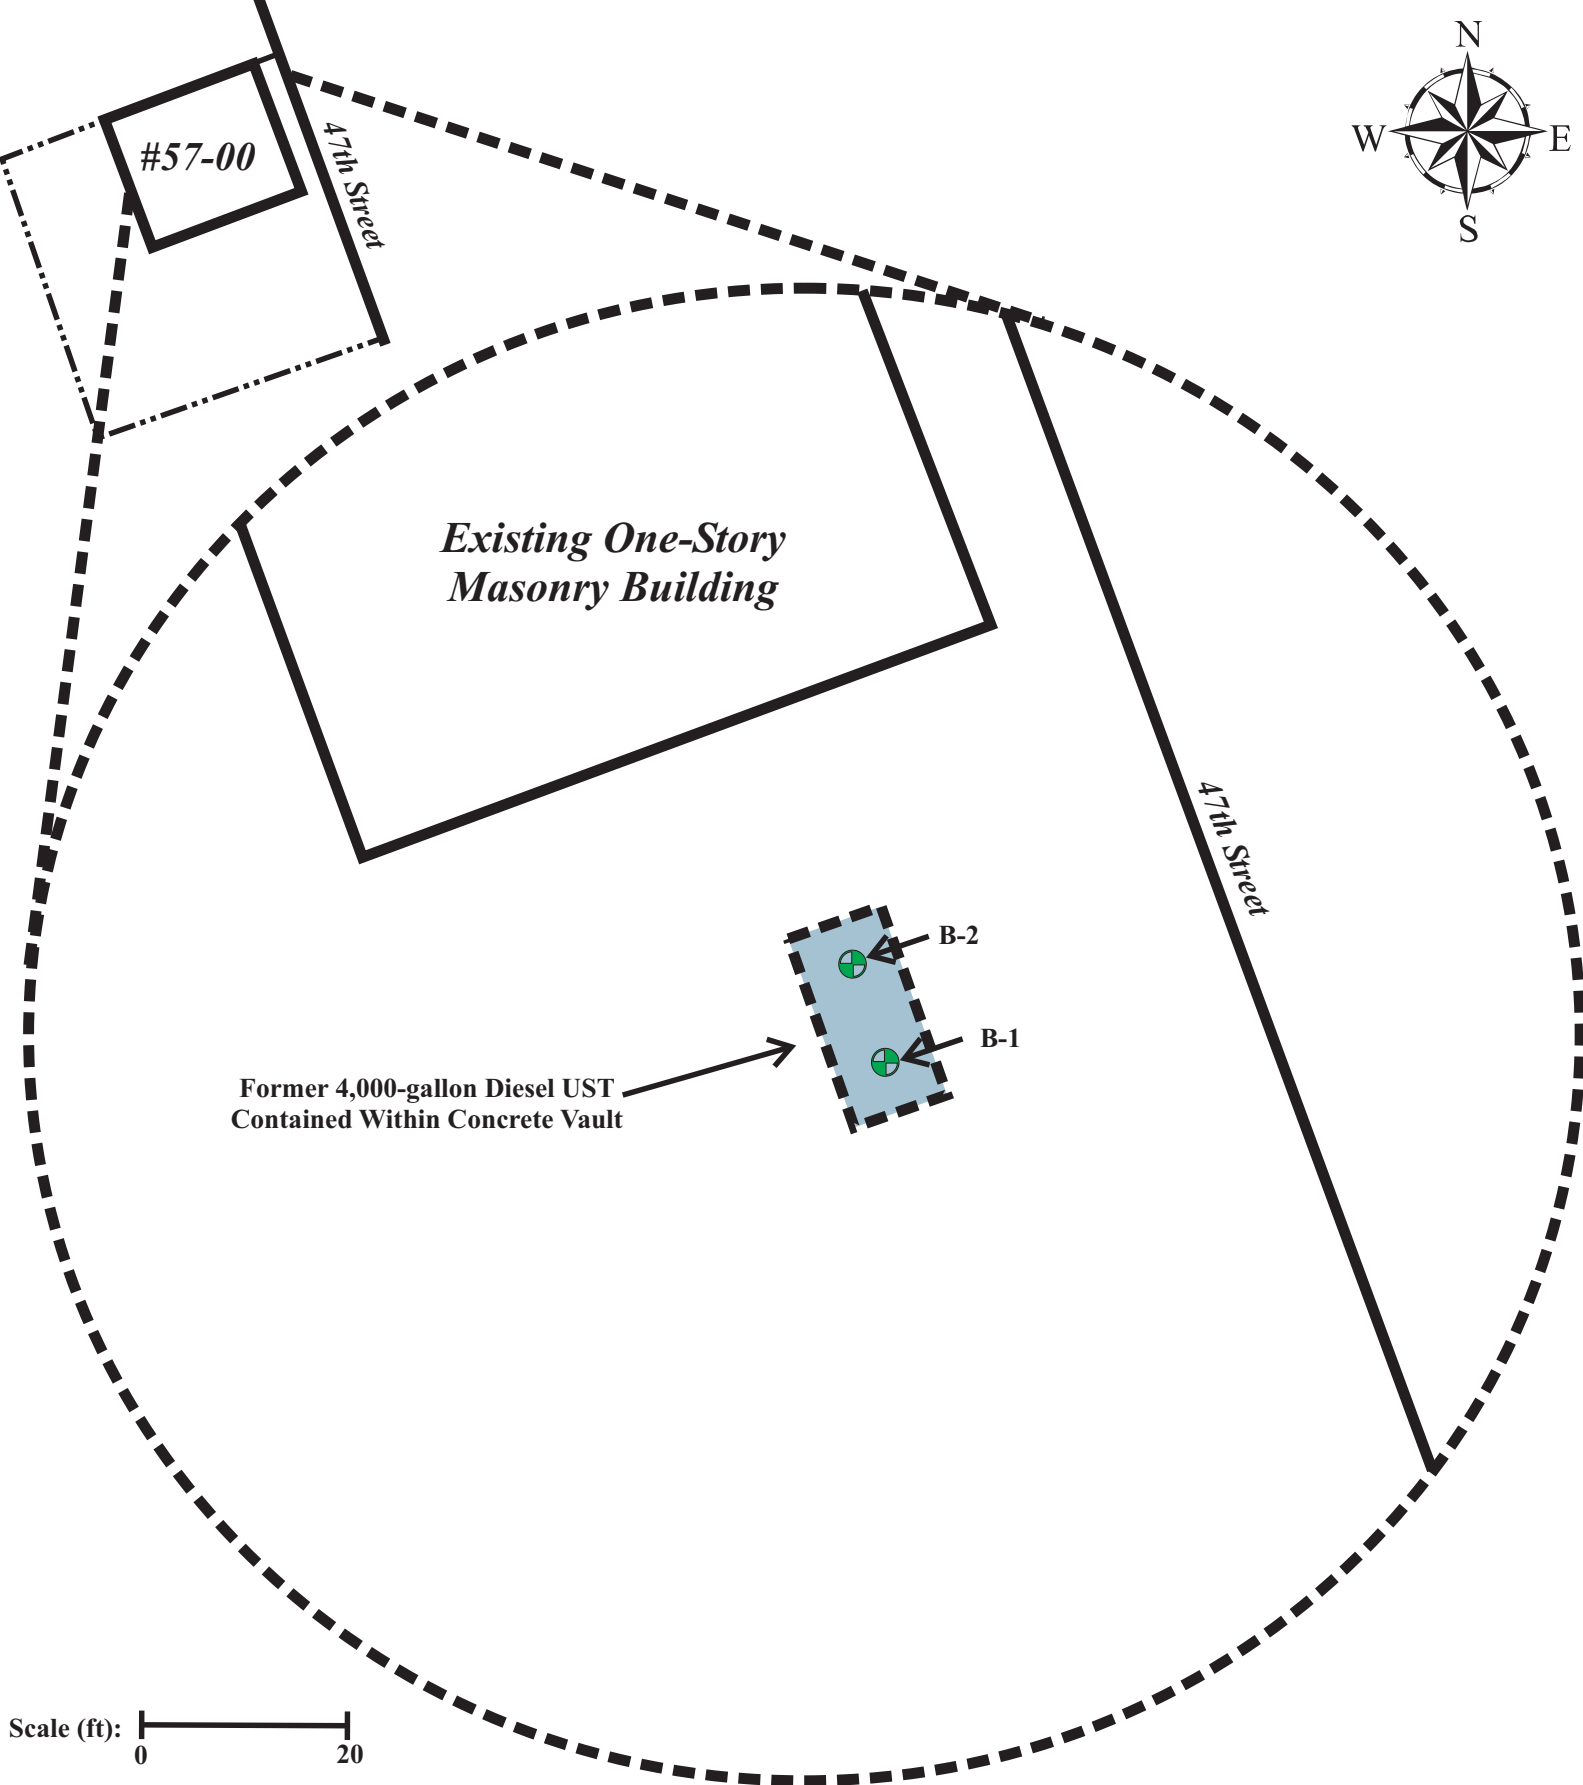 N
W E
S
#57-00
47th Street
Existing One-Story
Masonry Building
47th Street
B-2
B-1
Former 4,000-gallon Diesel UST
Contained Within Concrete Vault
Scale (ft):
0 20